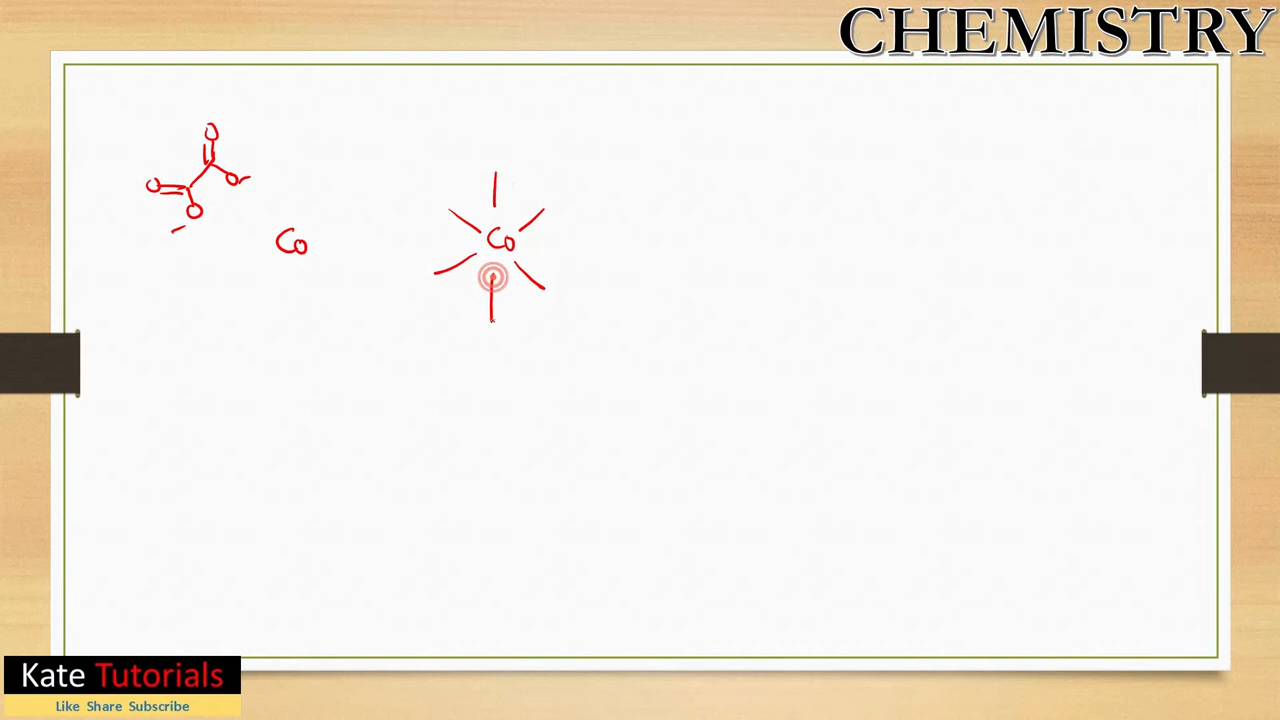 CHEMISTRY
O
O
O-
O
-
Co
Co
Kate Tutorials
Like Share Subscribe